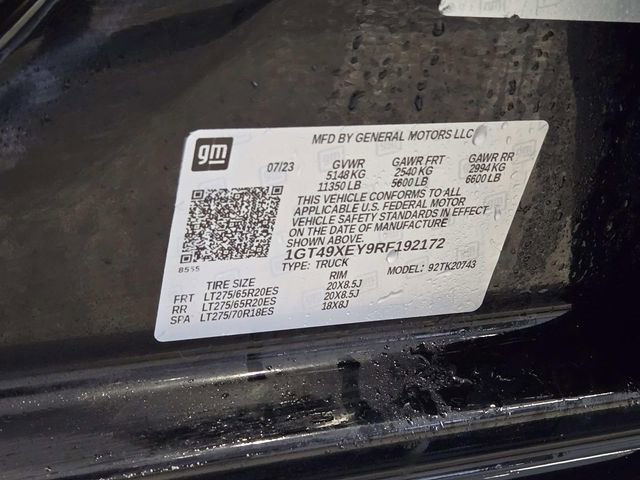 gm
MFD BY GENERAL MOTORS LLC
07/23 GVWR GAWR FRT GAWR RR
5148 KG 2540 KG 2994 KG
11350 LB 5600 LB 6600 LB
THIS VEHICLE CONFORMS TO ALL
APPLICABLE U.S. FEDERAL MOTOR
VEHICLE SAFETY STANDARDS IN EFFECT
ON THE DATE OF MANUFACTURE
SHOWN ABOVE.
1GT49XEY9RF192172
8555 TYPE: TRUCK MODEL: 92TK20743
TIRE SIZE RIM
FRT LT275/65R20ES 20X8.5J
RR LT275/65R20ES 20X8.5J
SPA LT275/70R18ES 18X8J